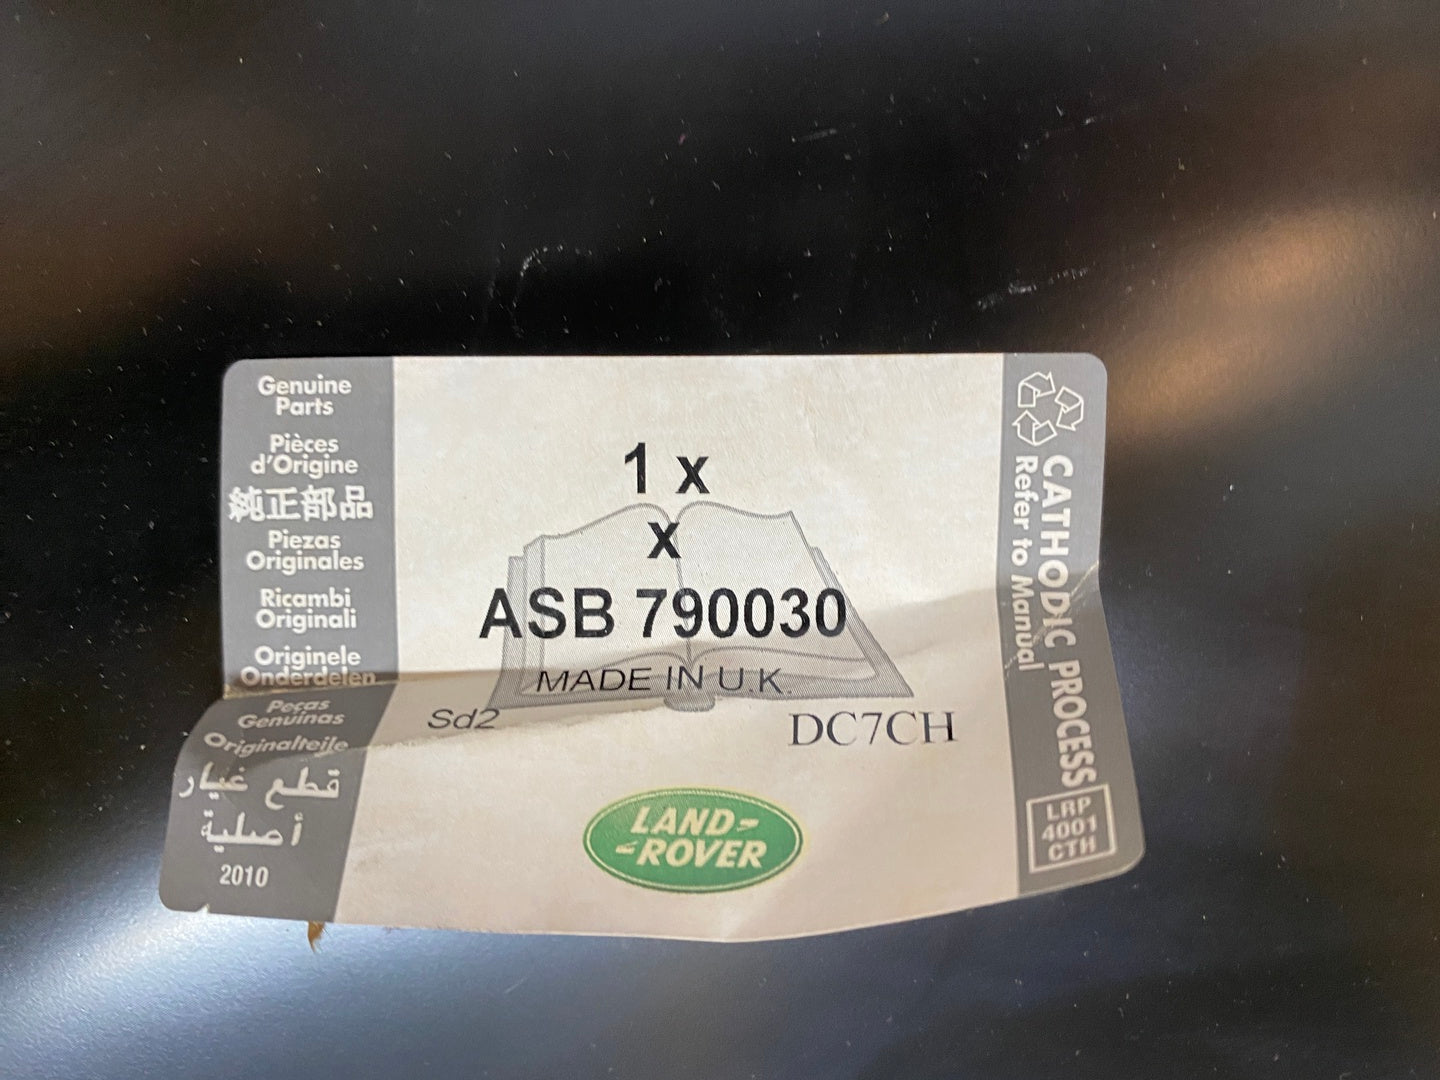 Genuine
Parts
Pièces
d'Origine
純正部品
Piezas
Originales
Ricambi
Originali
Originele
Onderdelen
Peças
Genuinas
Originalteile
قطع غيار
أصلية
2010
1 x
x
ASB 790030
MADE IN U.K.
Sd2
DC7CH
LAND-
-ROVER
CATHODIC PROCESS
Refer to Manual
LRP
4001
CTH